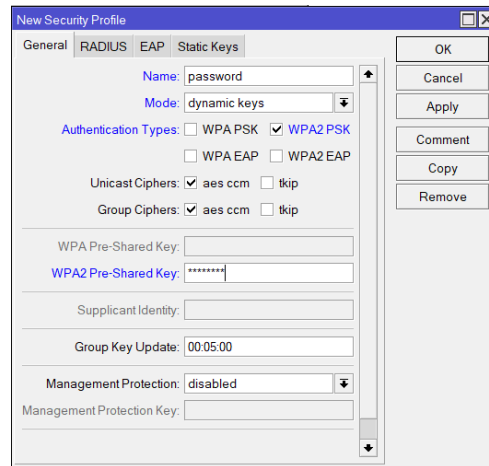 New Security Profile
General RADIUS EAP Static Keys
OK
Name: password
Cancel
Mode: dynamic keys
Apply
Authentication Types: WPA PSK WPA2 PSK
Comment
WPA EAP WPA2 EAP
Copy
Unicast Ciphers: aes ccm tkip
Remove
Group Ciphers: aes ccm tkip
WPA Pre-Shared Key:
WPA2 Pre-Shared Key: ********
Supplicant Identity:
Group Key Update: 00:05:00
Management Protection: disabled
Management Protection Key: